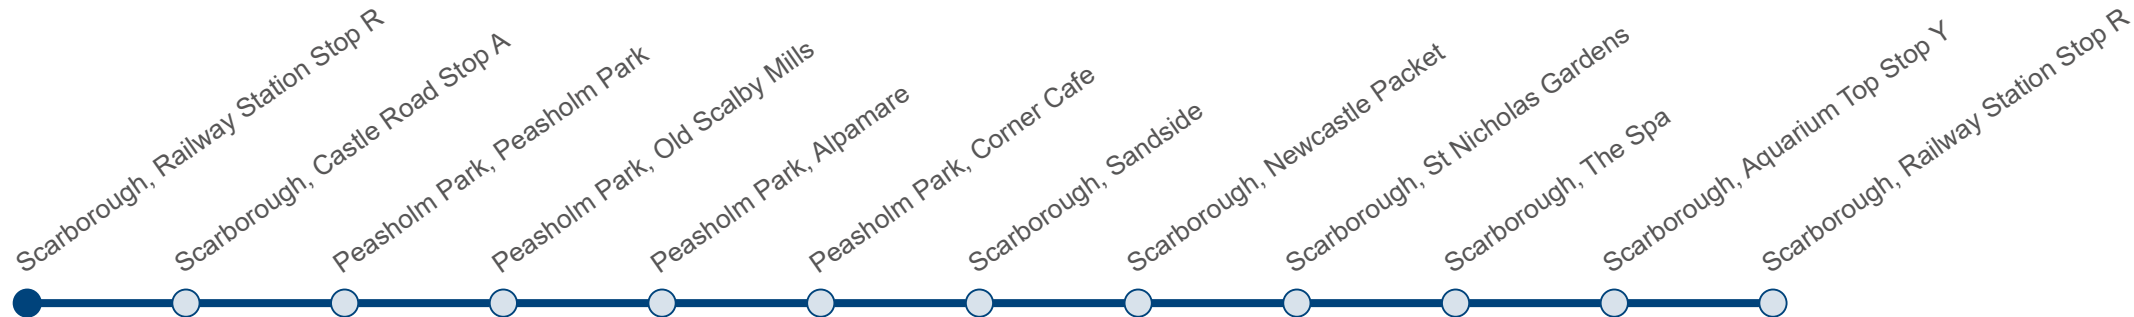 Scarborough, Railway Station Stop R
Scarborough, Castle Road Stop A
Peasholm Park, Peasholm Park
Peasholm Park, Old Scalby Mills
Peasholm Park, Alpamare
Peasholm Park, Corner Cafe
Scarborough, Sandside
Scarborough, Newcastle Packet
Scarborough, St Nicholas Gardens
Scarborough, The Spa
Scarborough, Aquarium Top Stop Y
Scarborough, Railway Station Stop R